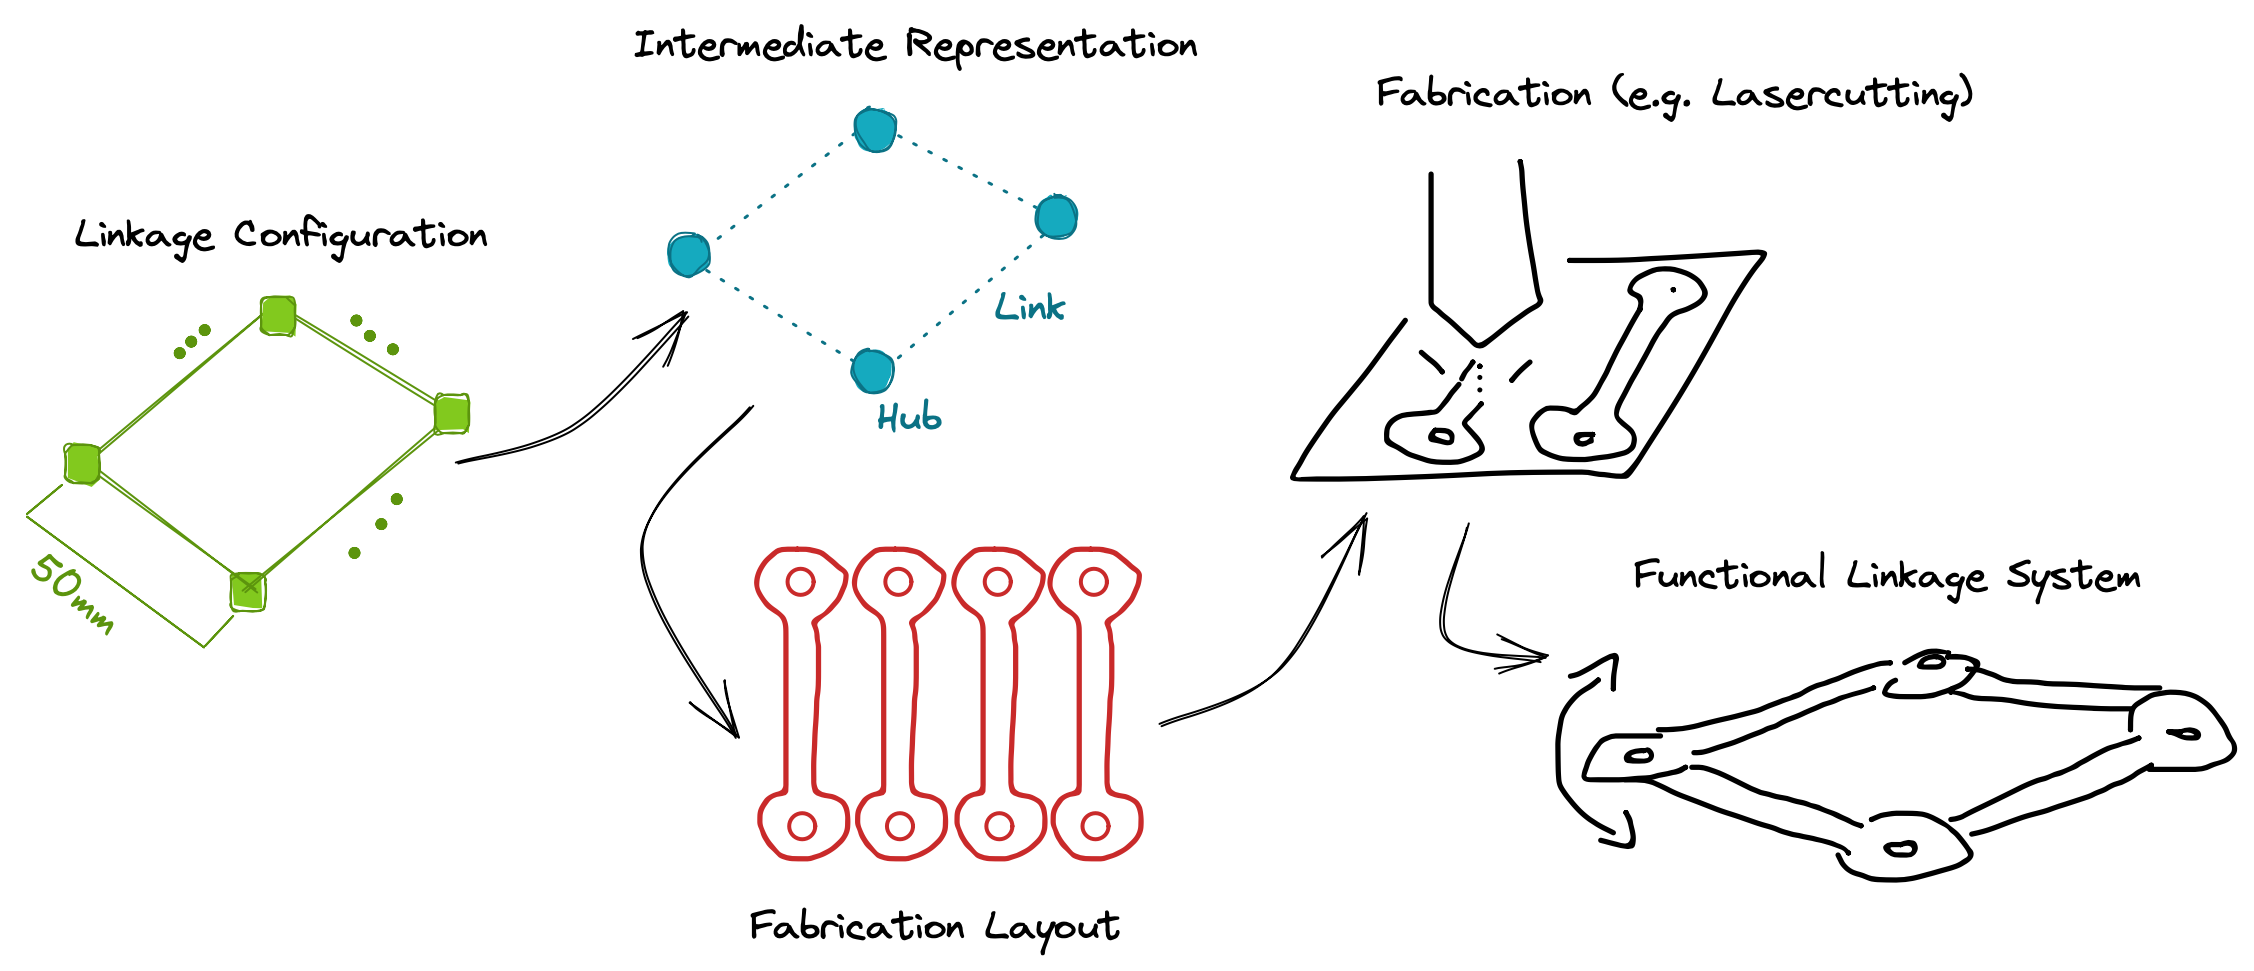 Linkage Configuration
50mm
Intermediate Representation
Link
Hub
Fabrication Layout
Fabrication (e.g. Lasercutting)
Functional Linkage System